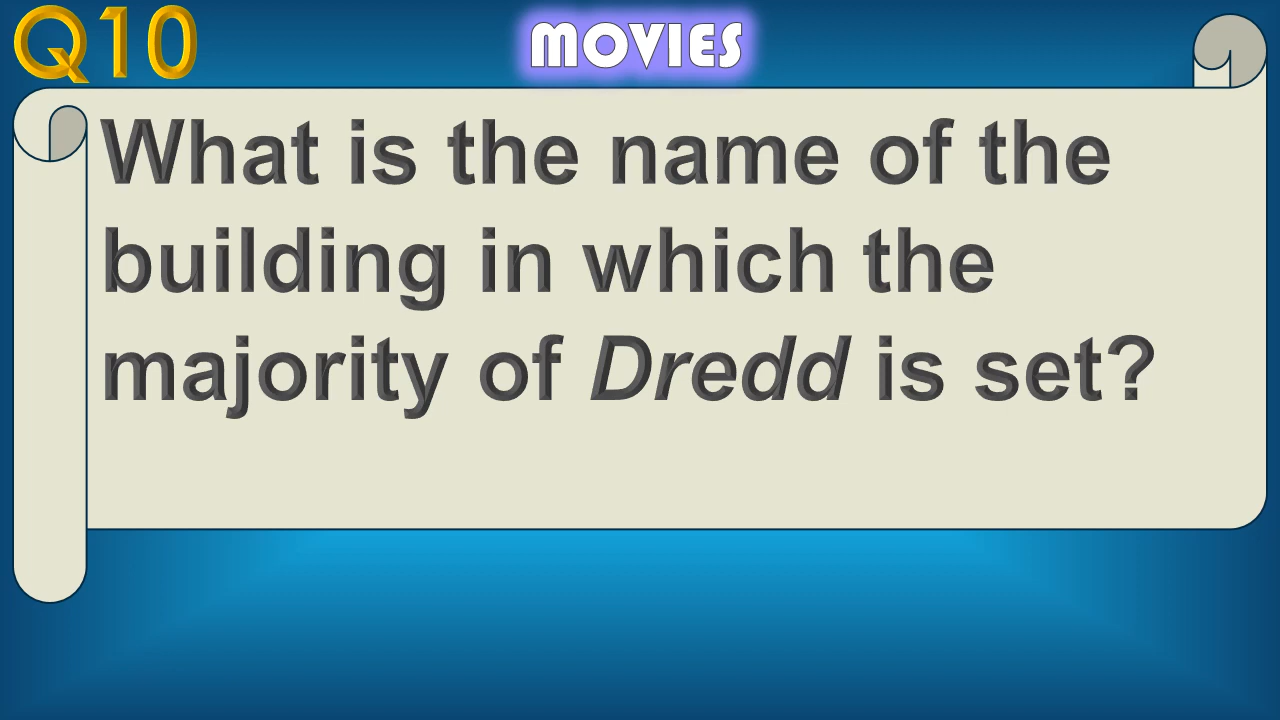 Q10
MOVIES
What is the name of the
building in which the
majority of Dredd is set?